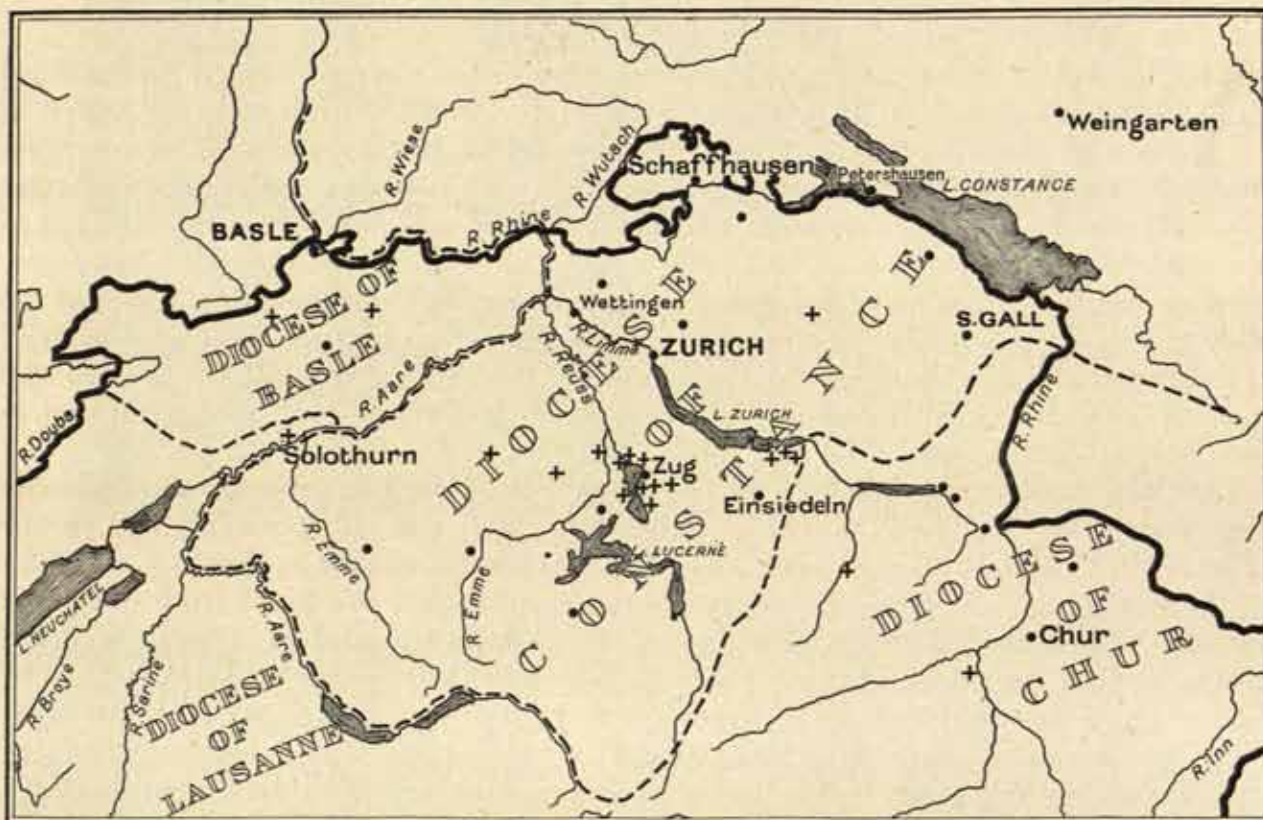 Weingarten
R. Wiese
R. Wutach
Schaffhausen
Petershausen
L. CONSTANCE
BASLE
R. Rhine
DIOCESE OF
BASLE
Wettingen
R. Limma
ZURICH
S. GALL
R. Reuss
R. Aare
R. Doubs
R. Rhine
L. ZURICH
Solothurn
DIOCESE
OF
CONSTANCE
Zug
Einsiedeln
L. LUCERNE
R. Emme
R. Emme
L. NEUCHATEL
R. Aare
R. Broye
R. Sarine
DIOCESE
OF
LAUSANNE
DIOCESE
OF
CHUR
Chur
R. Inn